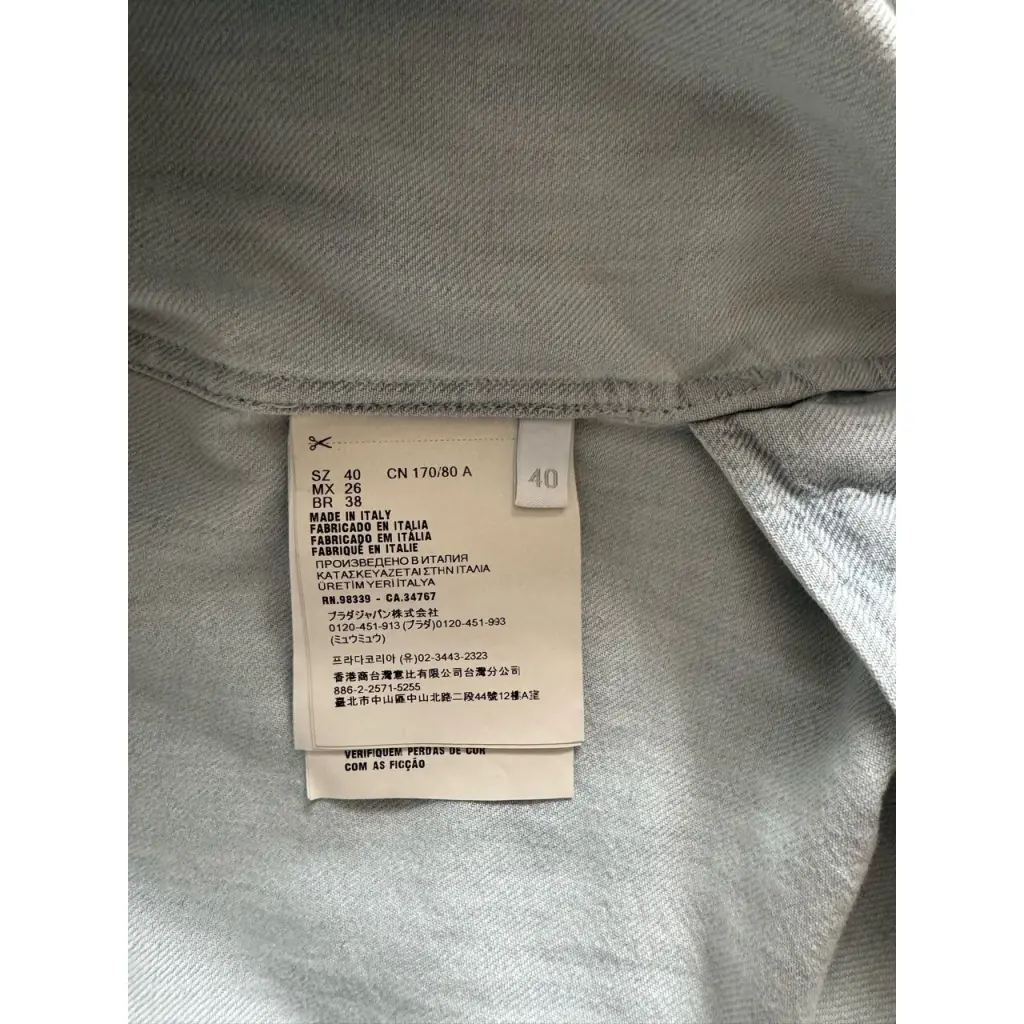 SZ 40 CN 170/80 A
40
MX 26
BR 38
MADE IN ITALY
FABRICADO EN ITALIA
FABRICADO EM ITÁLIA
FABRIQUÉ EN ITALIE
ПРОИЗВЕДЕНО В ИТАЛИЯ
ΚΑΤΑΣΚΕΥΑΖΕΤΑΙ ΣΤΗΝ ΙΤΑΛΙΑ
ÜRETİM YERİ İTALYA
RN.98339 - CA.34767
プラダジャパン株式会社
0120-451-913 (プラダ)0120-451-993
(ミュウミュウ)
프라다코리아 (유)02-3443-2323
香港商台灣意比有限公司台灣分公司
886-2-2571-5255
臺北市中山區中山北路二段44號12樓A室
VERIFIQUEM PERDAS DE COR
COM AS FICÇÃO